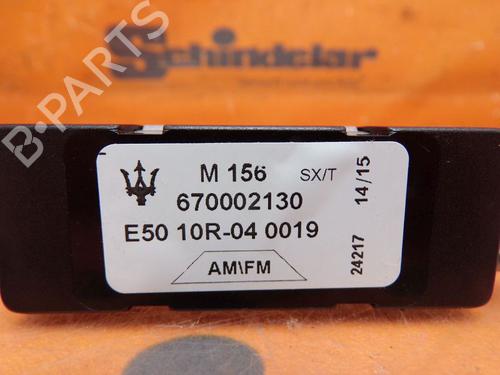 Schindelar
B-PARTS
M 156 SX/T
670002130
E50 10R-04 0019
AM\FM
24217 14/15